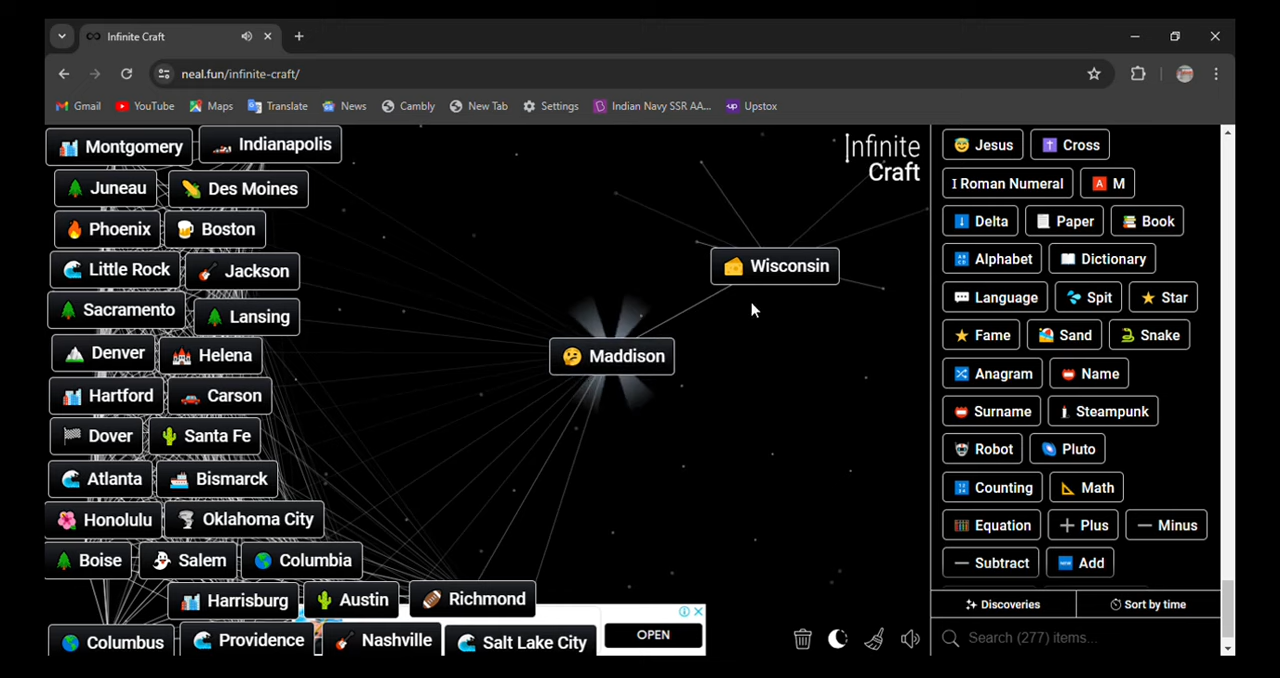 Infinite Craft
neal.fun/infinite-craft/
Gmail YouTube Maps Translate News Cambly New Tab Settings Indian Navy SSR AA... Upstox
Montgomery Indianapolis
Juneau Des Moines
Phoenix Boston
Little Rock Jackson
Sacramento Lansing
Denver Helena
Hartford Carson
Dover Santa Fe
Atlanta Bismarck
Honolulu Oklahoma City
Boise Salem Columbia
Harrisburg Austin Richmond
Columbus Providence Nashville Salt Lake City
OPEN
Wisconsin
Maddison
Infinite
Craft
Jesus Cross
I Roman Numeral M
Delta Paper Book
Alphabet Dictionary
Language Spit Star
Fame Sand Snake
Anagram Name
Surname Steampunk
Robot Pluto
Counting Math
Equation Plus Minus
Subtract Add
Discoveries Sort by time
Search (277) items...